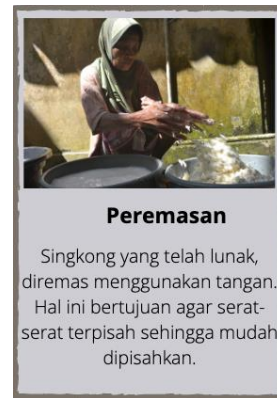 Peremasan
Singkong yang telah lunak,
diremas menggunakan tangan.
Hal ini bertujuan agar serat-
serat terpisah sehingga mudah
dipisahkan.